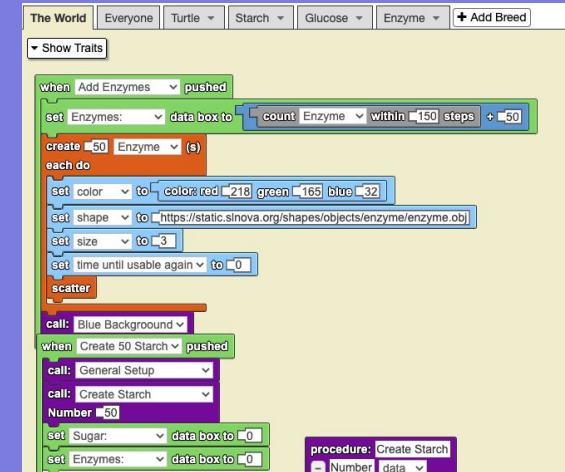 The World Everyone Turtle Starch Glucose Enzyme + Add Breed
Show Traits
when Add Enzymes pushed
set Enzymes: data box to count Enzyme within 150 steps + 50
create 50 Enzyme (s)
each do
set color to color: red 218 green 165 blue 32
set shape to https://static.slnova.org/shapes/objects/enzyme/enzyme.obj
set size to 3
set time until usable again to 0
scatter
call: Blue Backgroound
when Create 50 Starch pushed
call: General Setup
call: Create Starch
Number 50
set Sugar: data box to 0
procedure: Create Starch
set Enzymes: data box to 0
– Number data